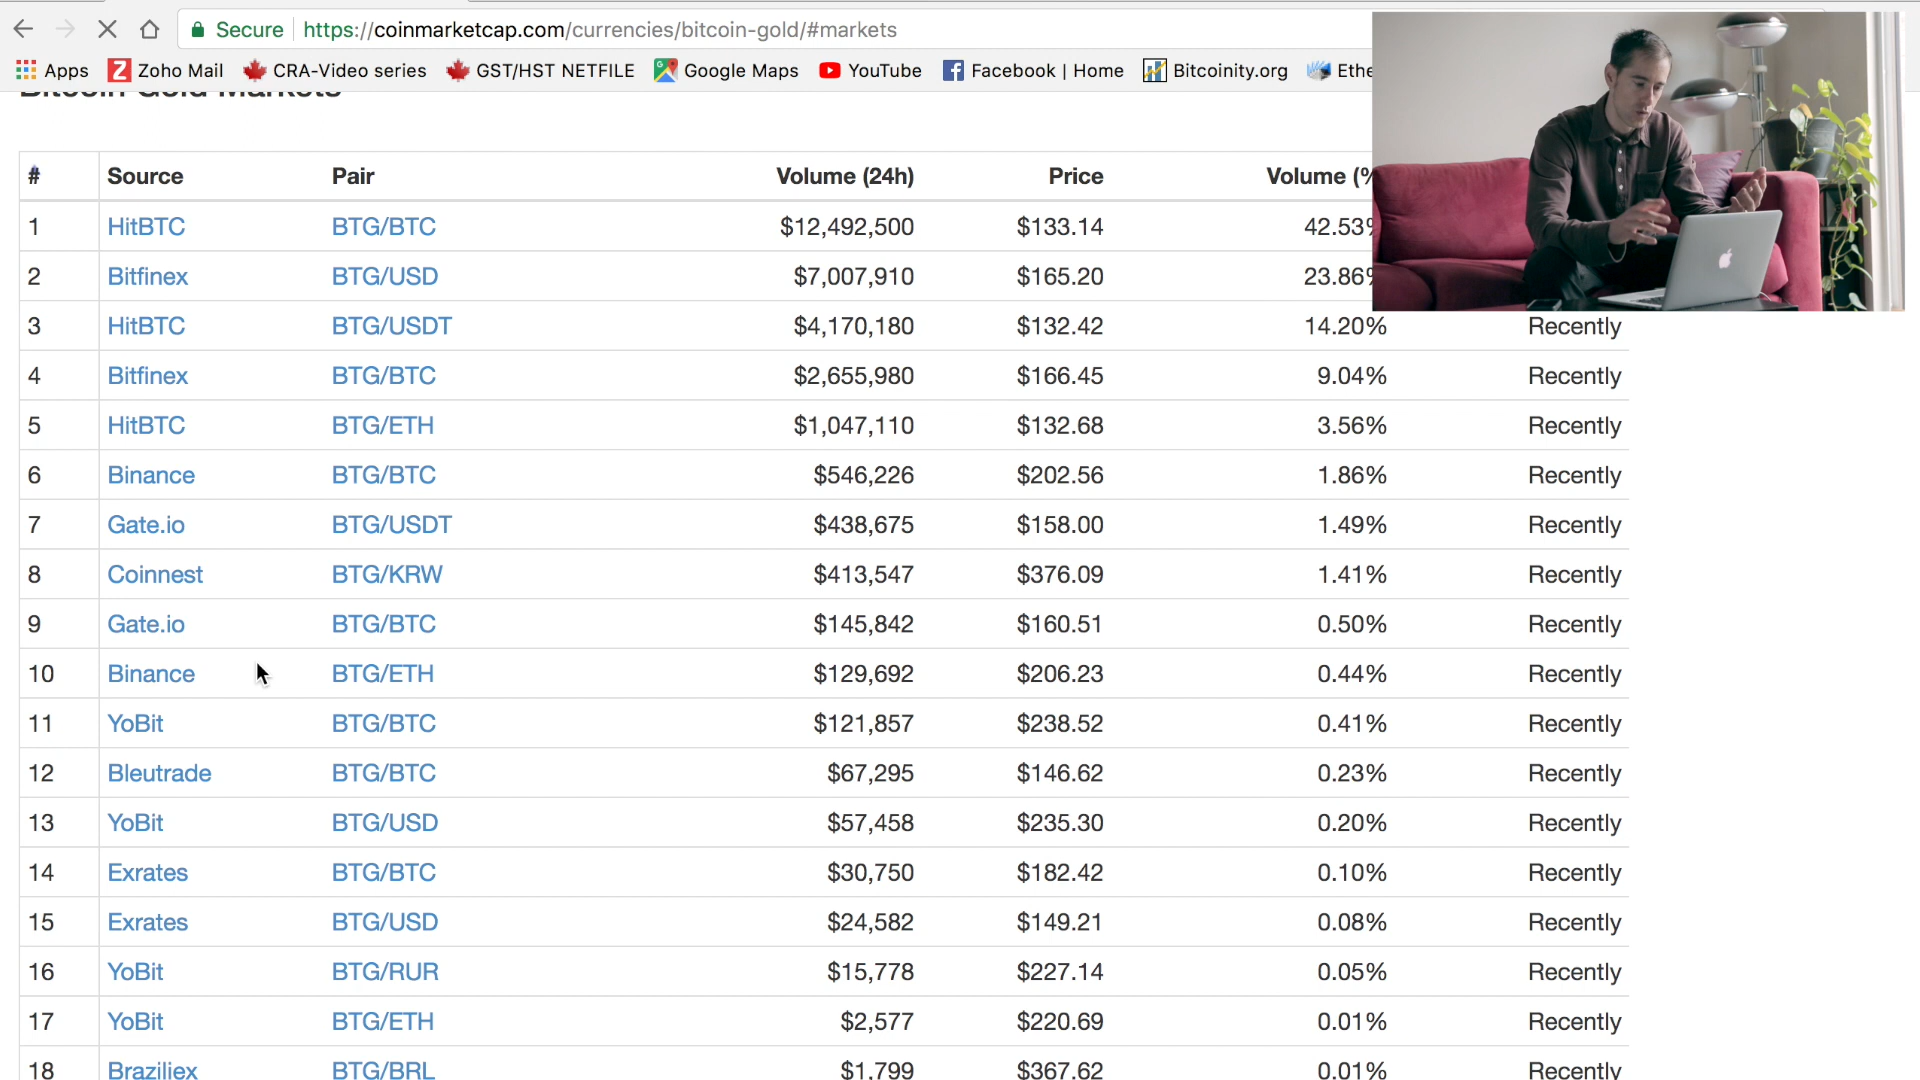 Secure https://coinmarketcap.com/currencies/bitcoin-gold/#markets
Apps Zoho Mail CRA-Video series GST/HST NETFILE Google Maps YouTube Facebook | Home Bitcoinity.org Ethe
Bitcoin Gold Markets
# Source Pair Volume (24h) Price Volume (%
1 HitBTC BTG/BTC $12,492,500 $133.14 42.53%
2 Bitfinex BTG/USD $7,007,910 $165.20 23.86%
3 HitBTC BTG/USDT $4,170,180 $132.42 14.20% Recently
4 Bitfinex BTG/BTC $2,655,980 $166.45 9.04% Recently
5 HitBTC BTG/ETH $1,047,110 $132.68 3.56% Recently
6 Binance BTG/BTC $546,226 $202.56 1.86% Recently
7 Gate.io BTG/USDT $438,675 $158.00 1.49% Recently
8 Coinnest BTG/KRW $413,547 $376.09 1.41% Recently
9 Gate.io BTG/BTC $145,842 $160.51 0.50% Recently
10 Binance BTG/ETH $129,692 $206.23 0.44% Recently
11 YoBit BTG/BTC $121,857 $238.52 0.41% Recently
12 Bleutrade BTG/BTC $67,295 $146.62 0.23% Recently
13 YoBit BTG/USD $57,458 $235.30 0.20% Recently
14 Exrates BTG/BTC $30,750 $182.42 0.10% Recently
15 Exrates BTG/USD $24,582 $149.21 0.08% Recently
16 YoBit BTG/RUR $15,778 $227.14 0.05% Recently
17 YoBit BTG/ETH $2,577 $220.69 0.01% Recently
18 Braziliex BTG/BRL $1,799 $367.62 0.01% Recently